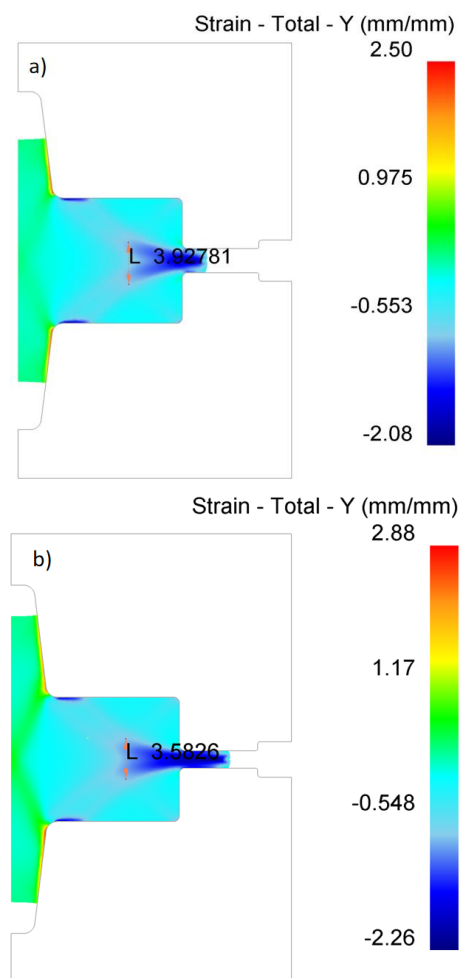 Strain - Total - Y (mm/mm)
2.50
a)
0.975
L 3.92781
-0.553
-2.08
Strain - Total - Y (mm/mm)
2.88
b)
1.17
L 3.5826
-0.548
-2.26